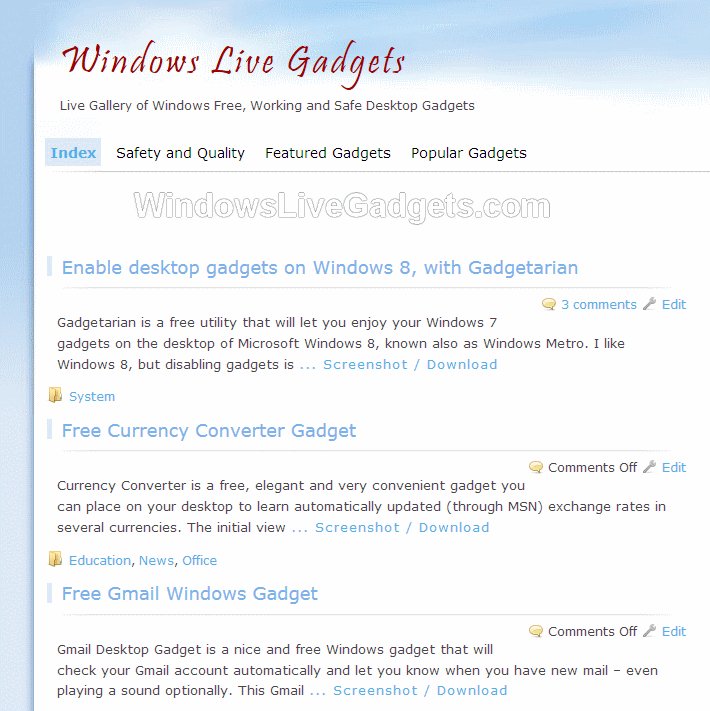 Windows Live Gadgets
Live Gallery of Windows Free, Working and Safe Desktop Gadgets
Index Safety and Quality Featured Gadgets Popular Gadgets
WindowsLiveGadgets.com
Enable desktop gadgets on Windows 8, with Gadgetarian
3 comments Edit
Gadgetarian is a free utility that will let you enjoy your Windows 7
gadgets on the desktop of Microsoft Windows 8, known also as Windows Metro. I like
Windows 8, but disabling gadgets is ... Screenshot / Download
System
Free Currency Converter Gadget
Comments Off Edit
Currency Converter is a free, elegant and very convenient gadget you
can place on your desktop to learn automatically updated (through MSN) exchange rates in
several currencies. The initial view ... Screenshot / Download
Education, News, Office
Free Gmail Windows Gadget
Comments Off Edit
Gmail Desktop Gadget is a nice and free Windows gadget that will
check your Gmail account automatically and let you know when you have new mail – even
playing a sound optionally. This Gmail ... Screenshot / Download